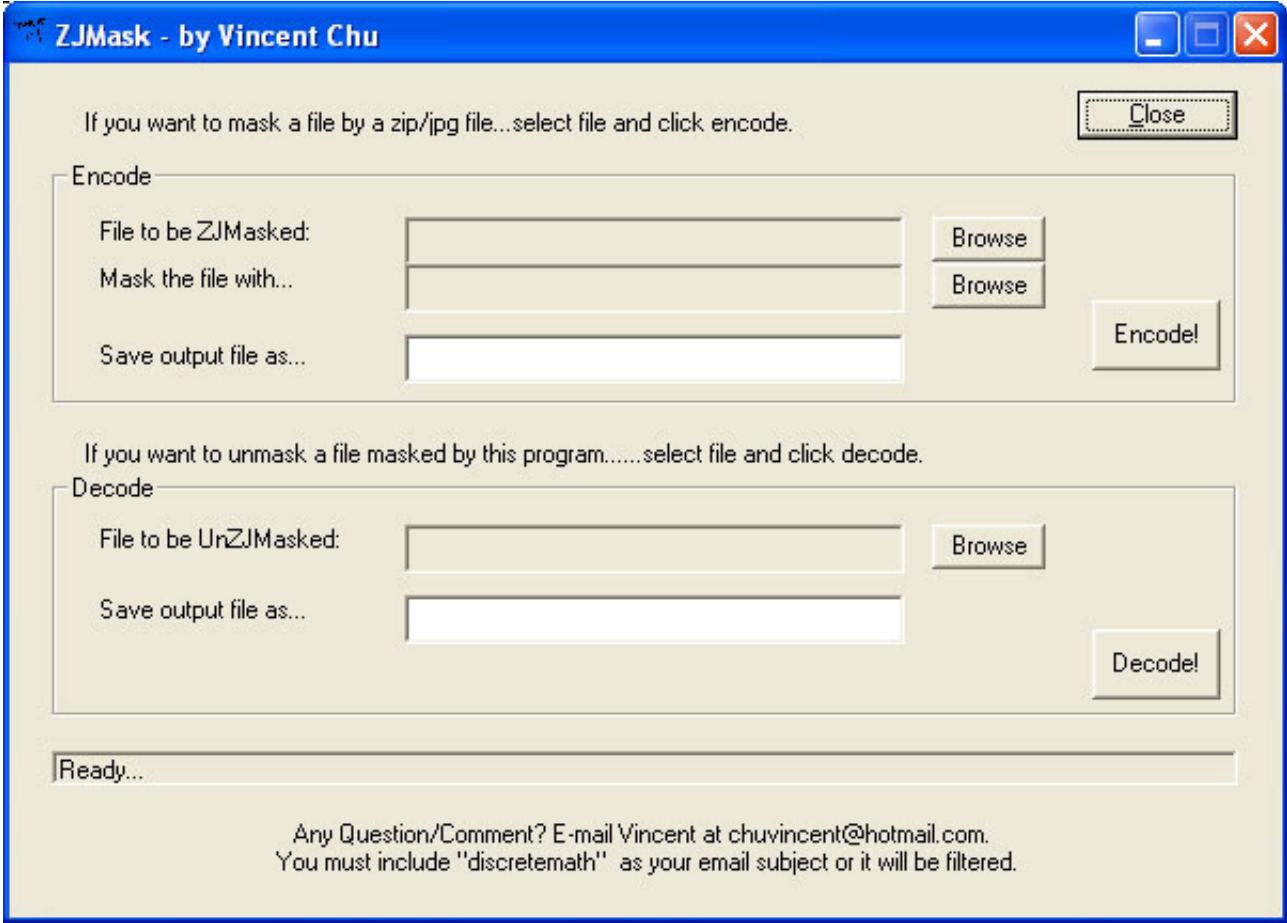 ZJMask - by Vincent Chu
If you want to mask a file by a zip/jpg file...select file and click encode.
Close
Encode
File to be ZJMasked:
Browse
Mask the file with...
Browse
Save output file as...
Encode!
If you want to unmask a file masked by this program......select file and click decode.
Decode
File to be UnZJMasked:
Browse
Save output file as...
Decode!
Ready...
Any Question/Comment? E-mail Vincent at chuvincent@hotmail.com.
You must include "discretemath" as your email subject or it will be filtered.